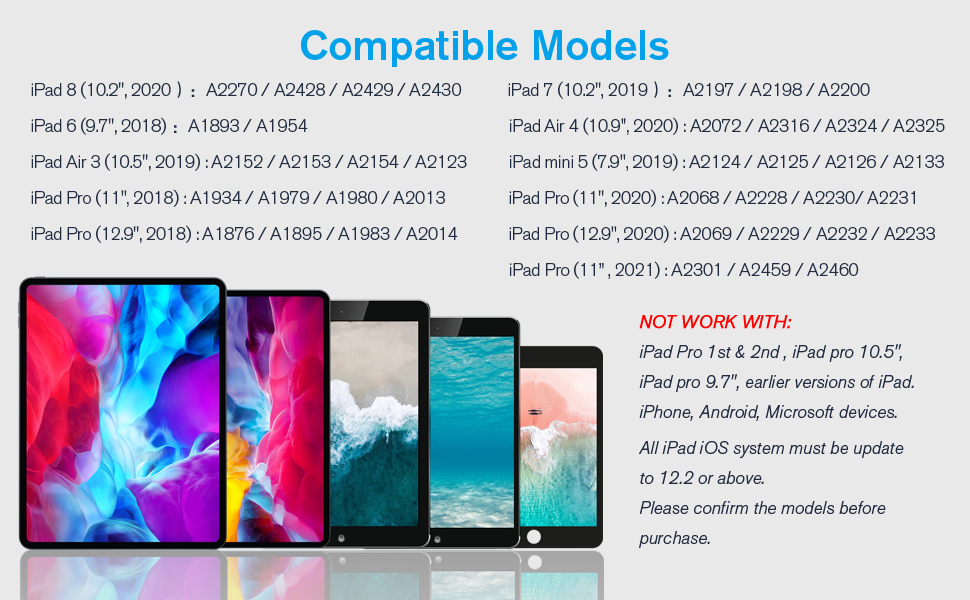 Compatible Models
iPad 8 (10.2", 2020 ) : A2270 / A2428 / A2429 / A2430
iPad 6 (9.7", 2018) : A1893 / A1954
iPad Air 3 (10.5", 2019) : A2152 / A2153 / A2154 / A2123
iPad Pro (11", 2018) : A1934 / A1979 / A1980 / A2013
iPad Pro (12.9", 2018) : A1876 / A1895 / A1983 / A2014
iPad 7 (10.2", 2019 ) : A2197 / A2198 / A2200
iPad Air 4 (10.9", 2020) : A2072 / A2316 / A2324 / A2325
iPad mini 5 (7.9", 2019) : A2124 / A2125 / A2126 / A2133
iPad Pro (11", 2020) : A2068 / A2228 / A2230/ A2231
iPad Pro (12.9", 2020) : A2069 / A2229 / A2232 / A2233
iPad Pro (11" , 2021) : A2301 / A2459 / A2460
NOT WORK WITH:
iPad Pro 1st & 2nd , iPad pro 10.5",
iPad pro 9.7", earlier versions of iPad.
iPhone, Android, Microsoft devices.
All iPad iOS system must be update
to 12.2 or above.
Please confirm the models before
purchase.